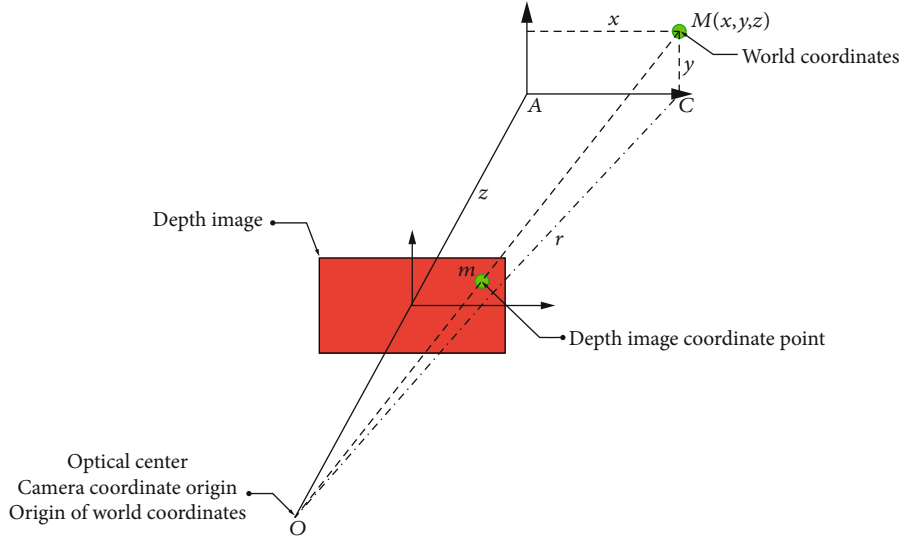 x
M(x,y,z)
y
World coordinates
A
C
z
Depth image
r
m
Depth image coordinate point
Optical center
Camera coordinate origin
Origin of world coordinates
O